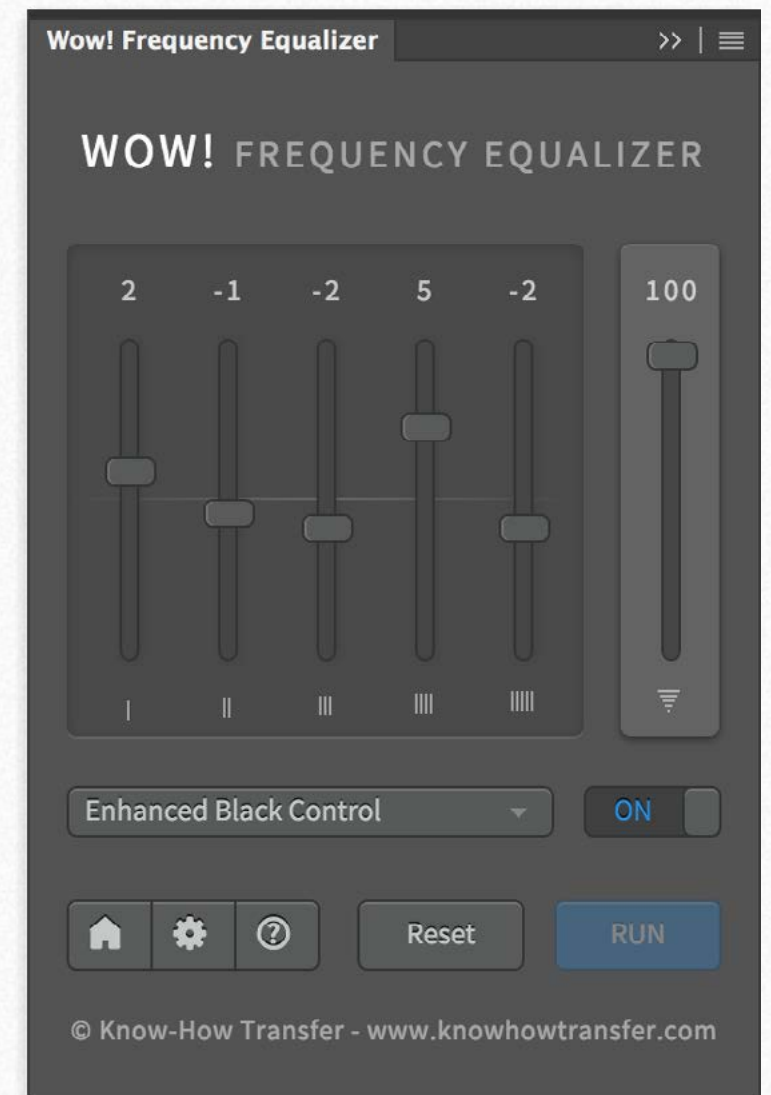 Wow! Frequency Equalizer
WOW! FREQUENCY EQUALIZER
2 -1 -2 5 -2 100
Enhanced Black Control ON
Reset RUN
© Know-How Transfer - www.knowhowtransfer.com